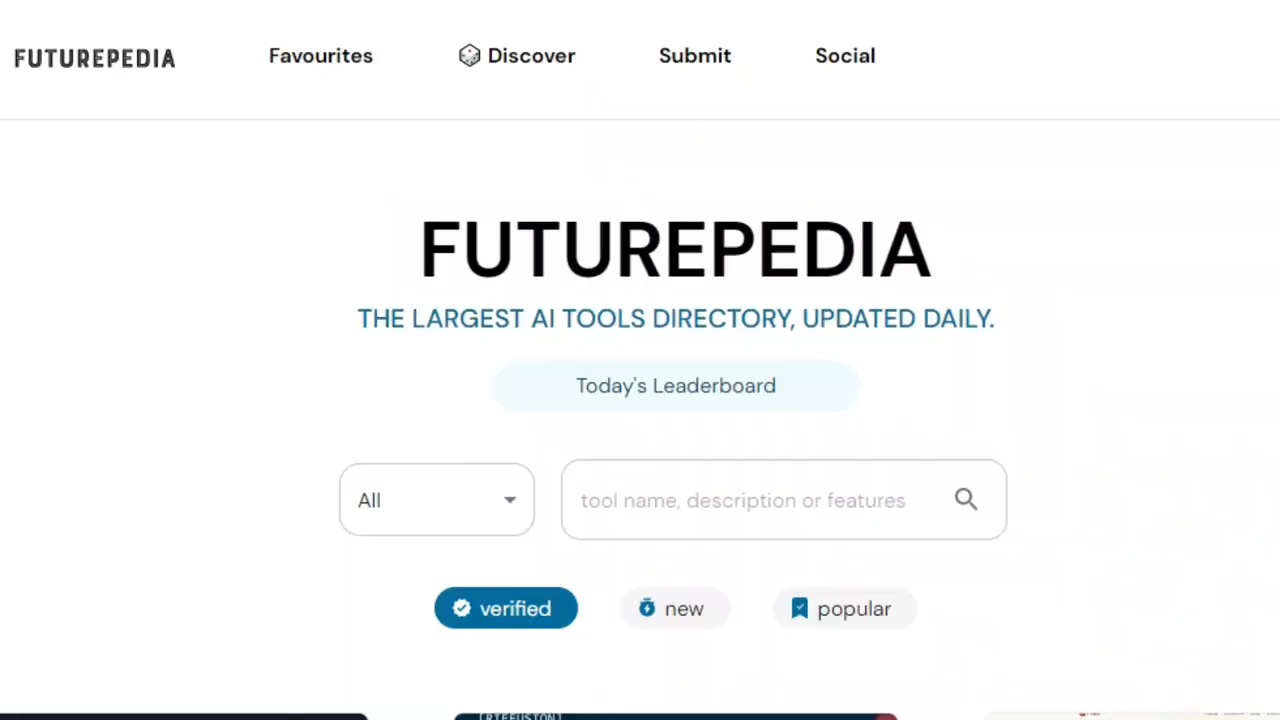 FUTUREPEDIA Favourites Discover Submit Social
FUTUREPEDIA
THE LARGEST AI TOOLS DIRECTORY, UPDATED DAILY.
Today's Leaderboard
All tool name, description or features
verified new popular